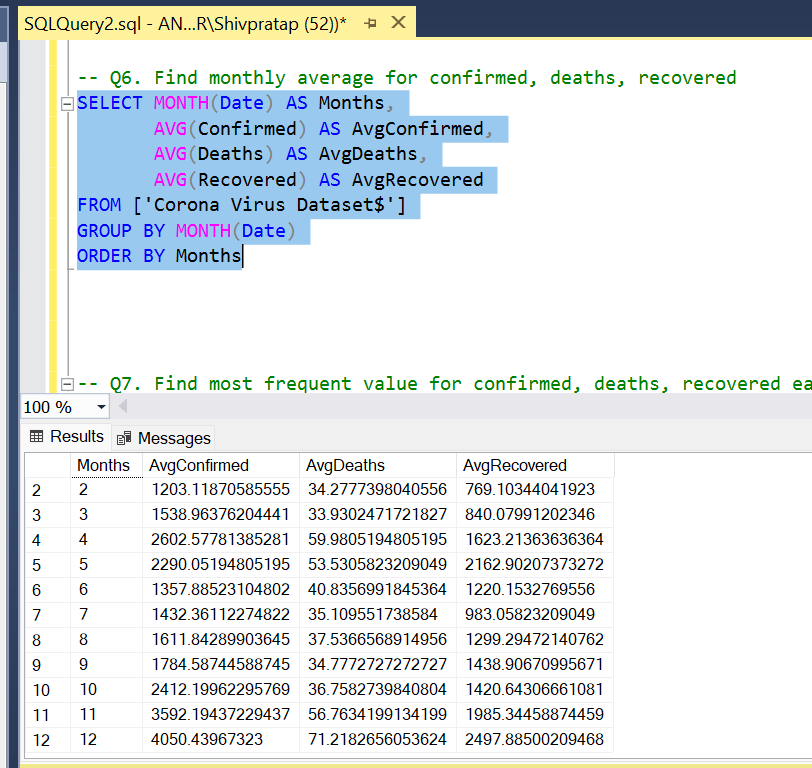 SQLQuery2.sql - AN...R\Shivpratap (52))*
-- Q6. Find monthly average for confirmed, deaths, recovered
SELECT MONTH(Date) AS Months,
AVG(Confirmed) AS AvgConfirmed,
AVG(Deaths) AS AvgDeaths,
AVG(Recovered) AS AvgRecovered
FROM ['Corona Virus Dataset$']
GROUP BY MONTH(Date)
ORDER BY Months
-- Q7. Find most frequent value for confirmed, deaths, recovered ea
100 %
Results Messages
Months AvgConfirmed AvgDeaths AvgRecovered
2 2 1203.11870585555 34.2777398040556 769.10344041923
3 3 1538.96376204441 33.9302471721827 840.07991202346
4 4 2602.57781385281 59.9805194805195 1623.21363636364
5 5 2290.05194805195 53.5305823209049 2162.90207373272
6 6 1357.88523104802 40.8356991845364 1220.1532769556
7 7 1432.36112274822 35.109551738584 983.05823209049
8 8 1611.84289903645 37.5366568914956 1299.29472140762
9 9 1784.58744588745 34.7772727272727 1438.90670995671
10 10 2412.19962295769 36.7582739840804 1420.64306661081
11 11 3592.19437229437 56.7634199134199 1985.34458874459
12 12 4050.43967323 71.2182656053624 2497.88500209468